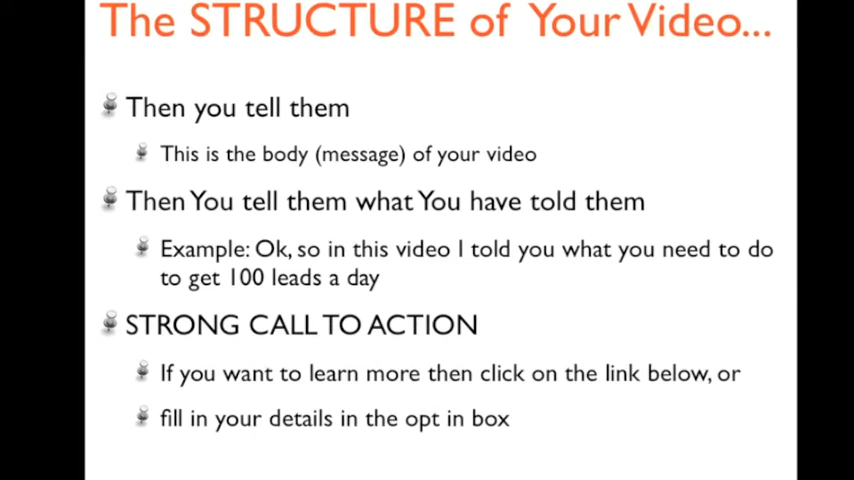 The STRUCTURE of Your Video...
Then you tell them
This is the body (message) of your video
Then You tell them what You have told them
Example: Ok, so in this video I told you what you need to do
to get 100 leads a day
STRONG CALL TO ACTION
If you want to learn more then click on the link below, or
fill in your details in the opt in box